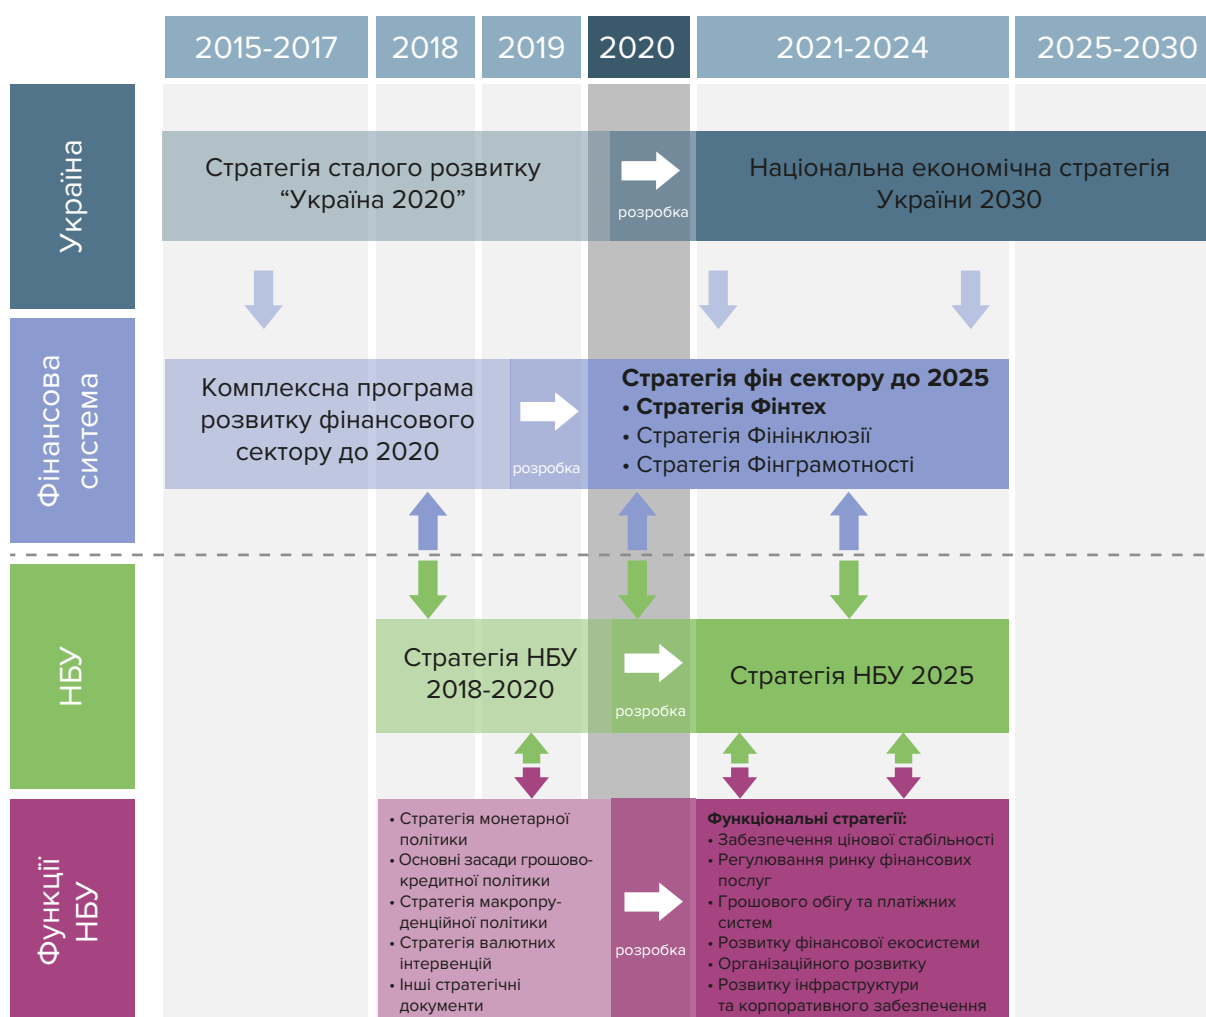 2015-2017
2018
2019
2020
2021-2024
2025-2030
Україна
Стратегія сталого розвитку
“Україна 2020”
розробка
Національна економічна стратегія
України 2030
Фінансова
система
Комплексна програма
розвитку фінансового
сектору до 2020
розробка
Стратегія фін сектору до 2025
• Стратегія Фінтех
• Стратегія Фінінклюзії
• Стратегія Фінграмотності
НБУ
Стратегія НБУ
2018-2020
розробка
Стратегія НБУ 2025
Функції
НБУ
• Стратегія монетарної
політики
• Основні засади грошово-
кредитної політики
• Стратегія макропру-
денційної політики
• Стратегія валютних
інтервенцій
• Інші стратегічні
документи
розробка
Функціональні стратегії:
• Забезпечення цінової стабільності
• Регулювання ринку фінансових
послуг
• Грошового обігу та платіжних
систем
• Розвитку фінансової екосистеми
• Організаційного розвитку
• Розвитку інфраструктури
та корпоративного забезпечення